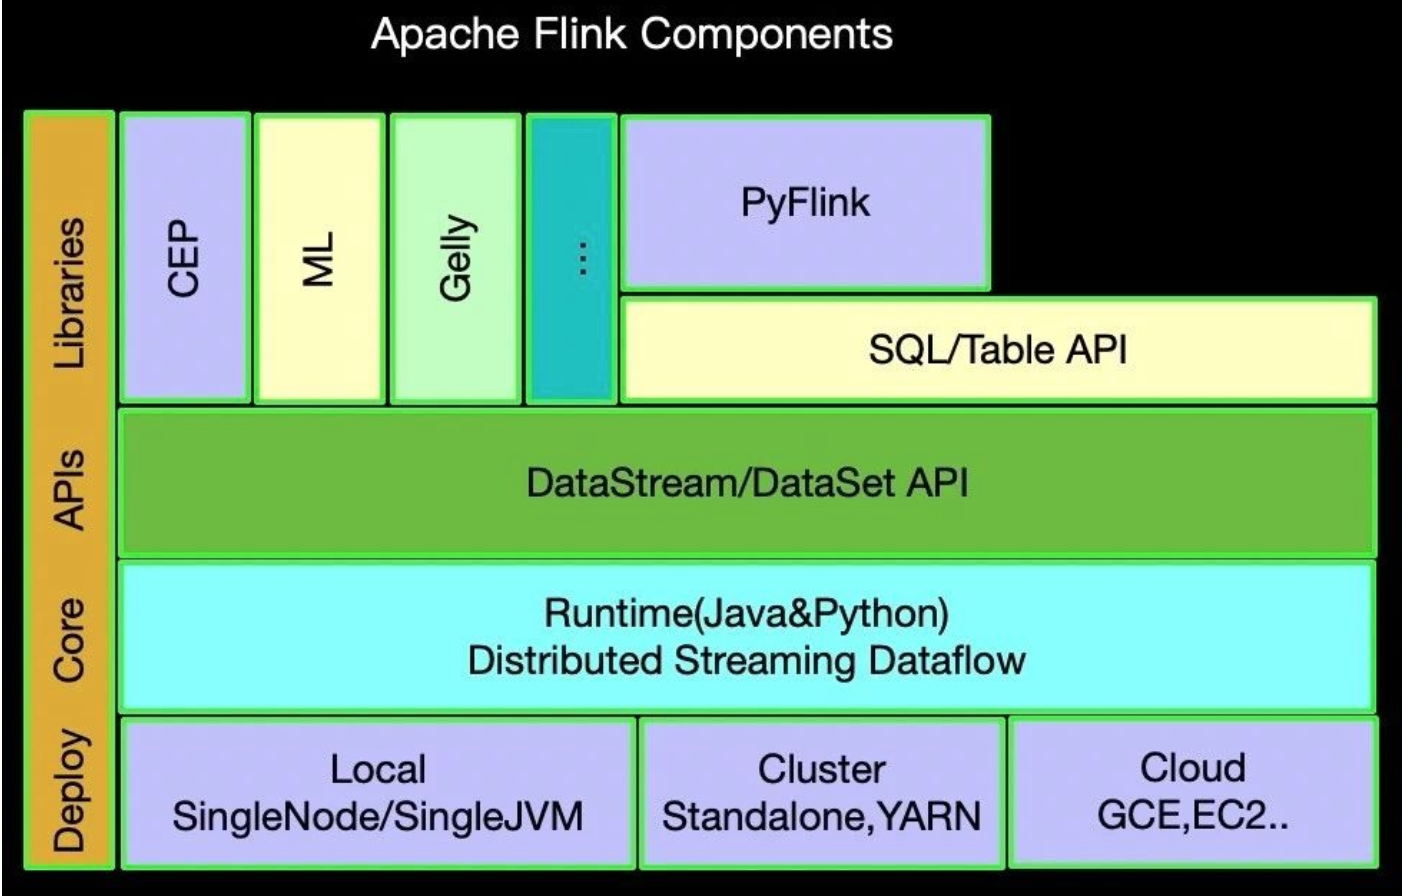 Apache Flink Components
Libraries
CEP
ML
Gelly
...
PyFlink
SQL/Table API
APIs
DataStream/DataSet API
Core
Runtime(Java&Python)
Distributed Streaming Dataflow
Deploy
Local
SingleNode/SingleJVM
Cluster
Standalone,YARN
Cloud
GCE,EC2..